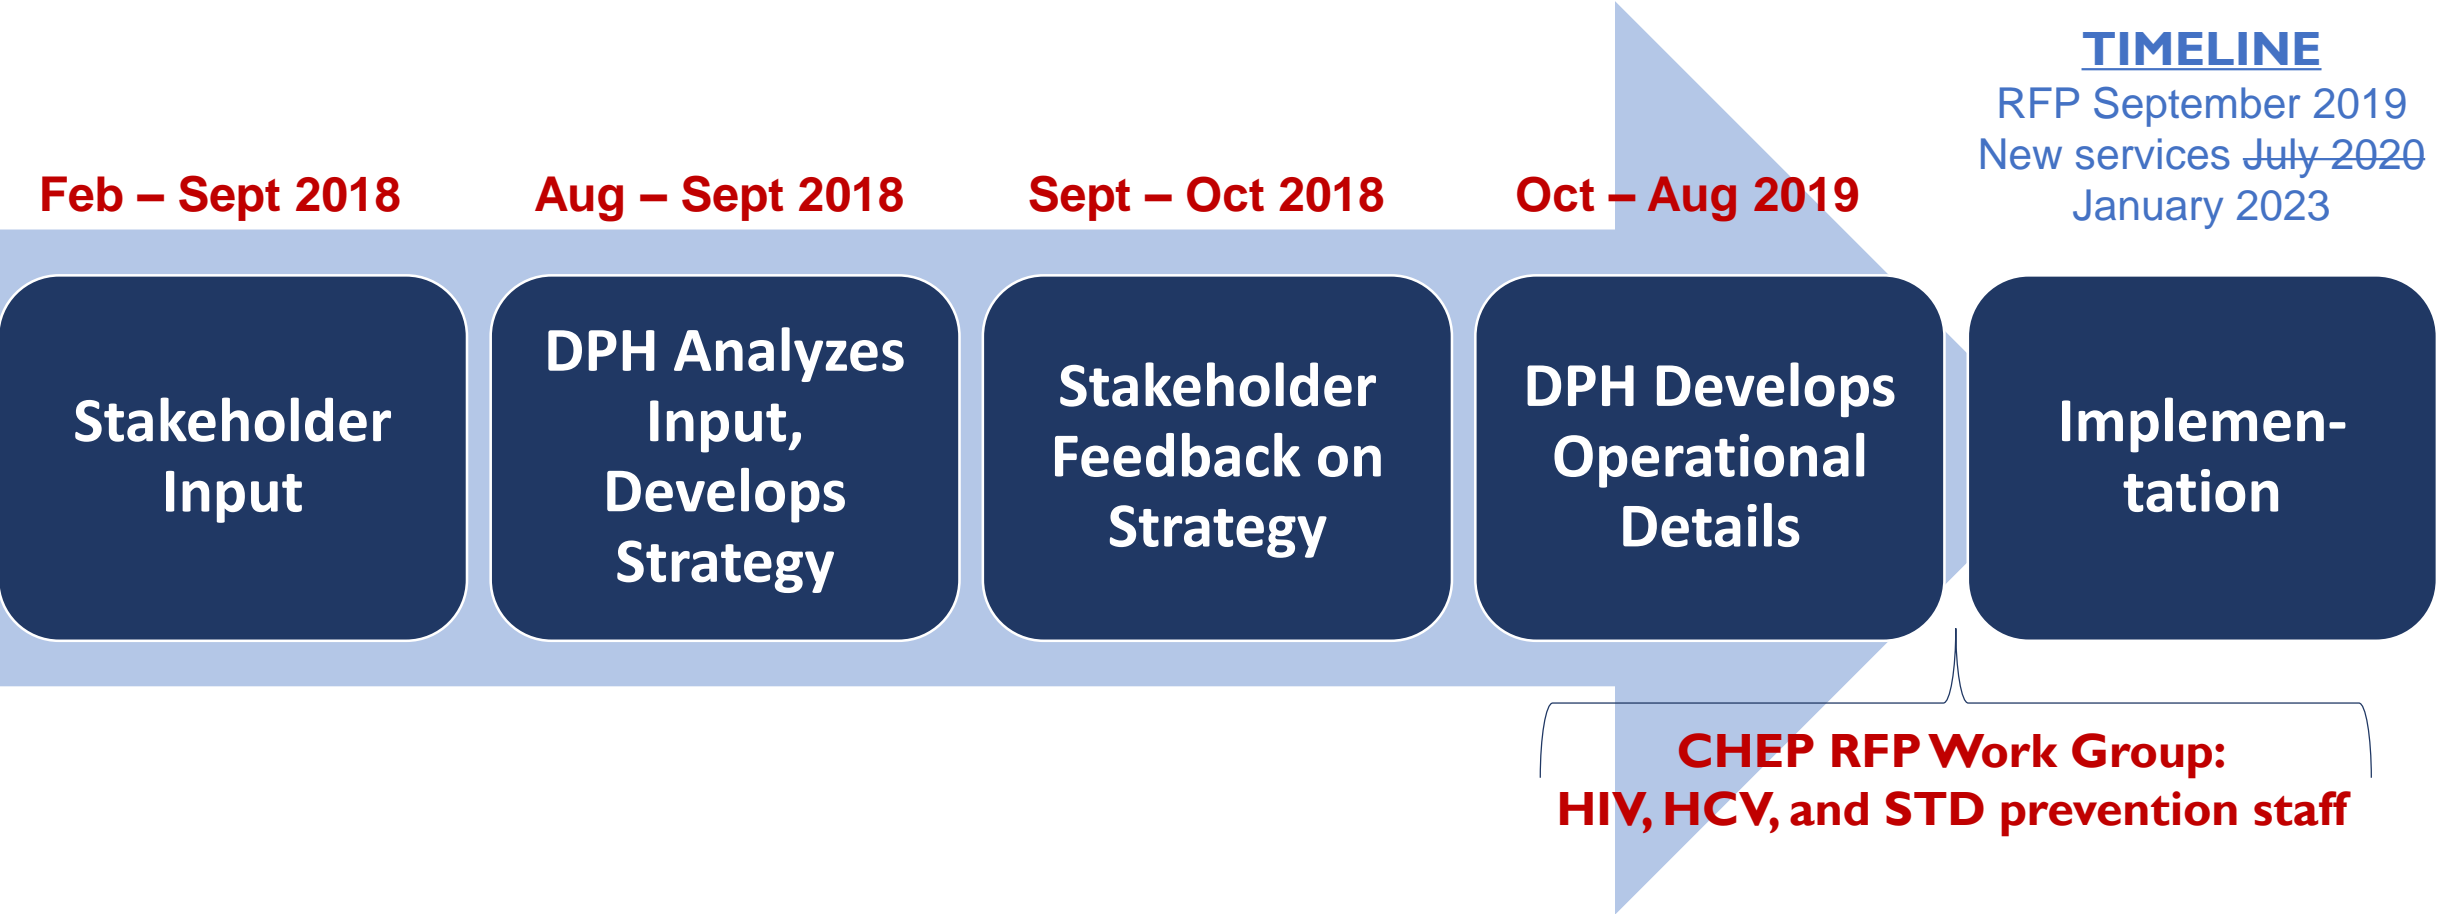 TIMELINE
RFP September 2019
New services July 2020
January 2023
Feb – Sept 2018
Aug – Sept 2018
Sept – Oct 2018
Oct – Aug 2019
Stakeholder
Input
DPH Analyzes
Input,
Develops
Strategy
Stakeholder
Feedback on
Strategy
DPH Develops
Operational
Details
Implemen-
tation
CHEP RFP Work Group:
HIV, HCV, and STD prevention staff